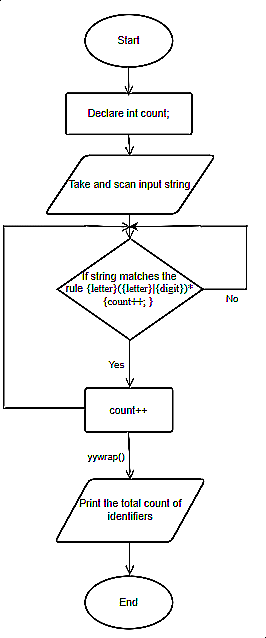 Start
Declare int count;
Take and scan input string
If string matches the
rule {letter}({letter}|{digit})*
{count++; }
No
Yes
count++
yywrap()
Print the total count of
identifiers
End